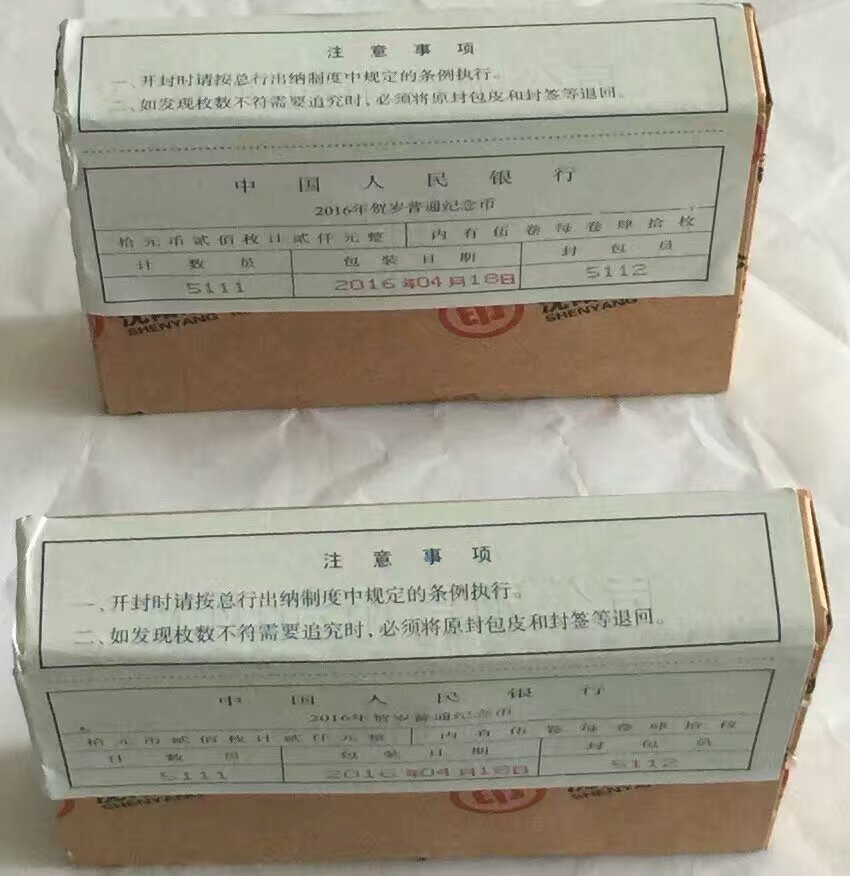 注意事项
一、开封时请按总行出纳制度中规定的条例执行。
二、如发现枚数不符需要追究时、必须将原封包皮和封签等退回。
中国人民银行
2016年贺岁普通纪念币
拾元币贰佰枚计贰仟元整 内有伍卷每卷肆拾枚
计数员 包装日期 封包员
5111 2016年04月18日 5112
SHENYANG
SHENYANG
注意事项
一、开封时请按总行出纳制度中规定的条例执行。
二、如发现枚数不符需要追究时、必须将原封包皮和封签等退回。
中国人民银行
2016年贺岁普通纪念币
拾元币贰佰枚计贰仟元整 内有伍卷每卷肆拾枚
计数员 包装日期 封包员
5111 2016年04月18日 5112
SHENYANG
SHENYANG